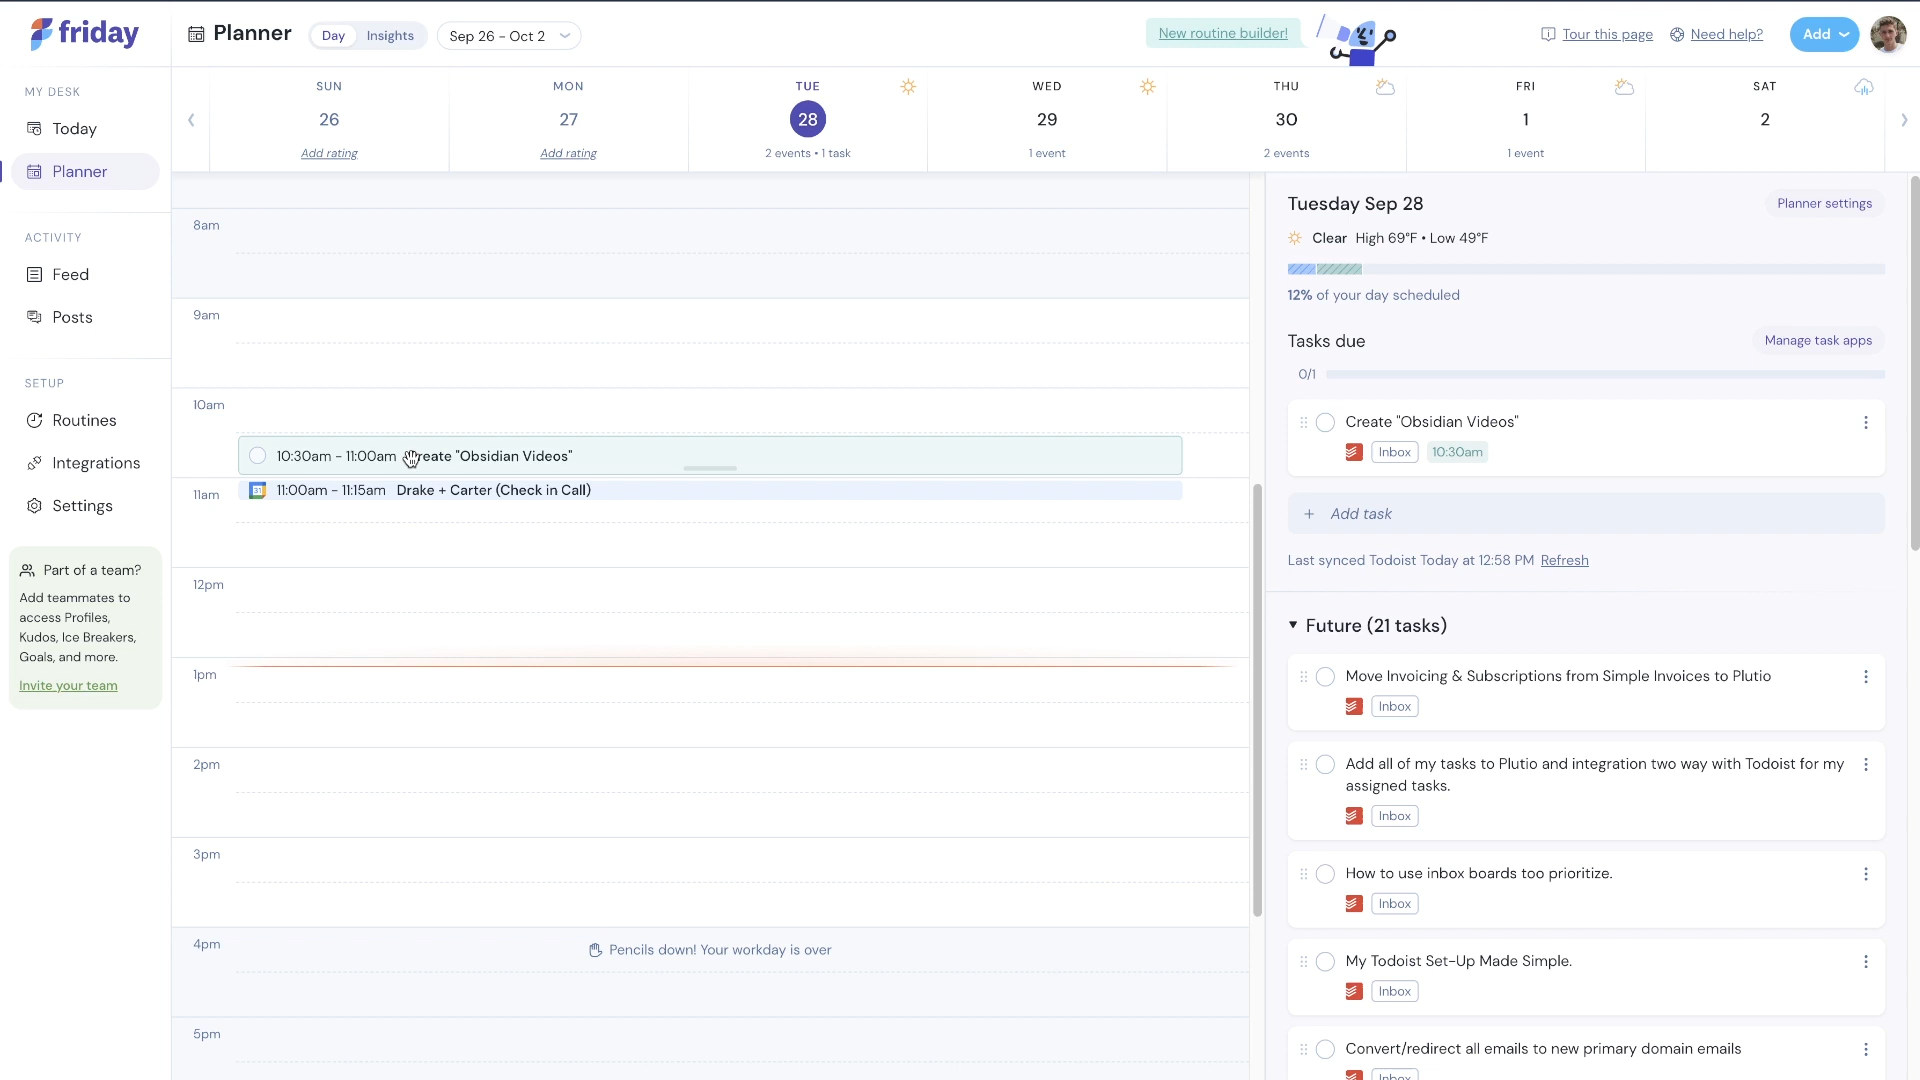 friday
Planner
Day
Insights
Sep 26 - Oct 2
New routine builder!
Tour this page
Need help?
Add
MY DESK
Today
Planner
ACTIVITY
Feed
Posts
SETUP
Routines
Integrations
Settings
Part of a team?
Add teammates to
access Profiles,
Kudos, Ice Breakers,
Goals, and more.
Invite your team
SUN
26
Add rating
MON
27
Add rating
TUE
28
2 events • 1 task
WED
29
1 event
THU
30
2 events
FRI
1
1 event
SAT
2
8am
9am
10am
10:30am - 11:00am Create "Obsidian Videos"
11am
31
11:00am - 11:15am Drake + Carter (Check in Call)
12pm
1pm
2pm
3pm
4pm
Pencils down! Your workday is over
5pm
Tuesday Sep 28
Planner settings
Clear High 69°F • Low 49°F
12% of your day scheduled
Tasks due
Manage task apps
0/1
Create "Obsidian Videos"
Inbox
10:30am
+ Add task
Last synced Todoist Today at 12:58 PM Refresh
Future (21 tasks)
Move Invoicing & Subscriptions from Simple Invoices to Plutio
Inbox
Add all of my tasks to Plutio and integration two way with Todoist for my
assigned tasks.
Inbox
How to use inbox boards too prioritize.
Inbox
My Todoist Set-Up Made Simple.
Inbox
Convert/redirect all emails to new primary domain emails
Inbox